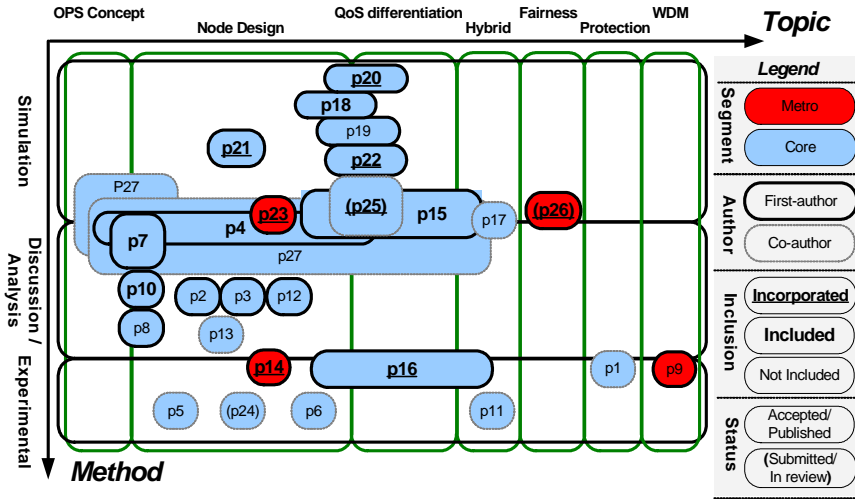 OPS Concept
Node Design
QoS differentiation
Hybrid
Fairness
Protection
WDM
Topic
Simulation
Discussion /
Analysis
Experimental
Method
p20
p18
p19
p21
p22
P27
(p25)
p23
p4
p15
p17
(p26)
p7
p27
p10
p2
p3
p12
p8
p13
p14
p16
p1
p9
p5
(p24)
p6
p11
Legend
Segment
Metro
Core
Author
First-author
Co-author
Inclusion
Incorporated
Included
Not Included
Status
Accepted/
Published
(Submitted/
In review)